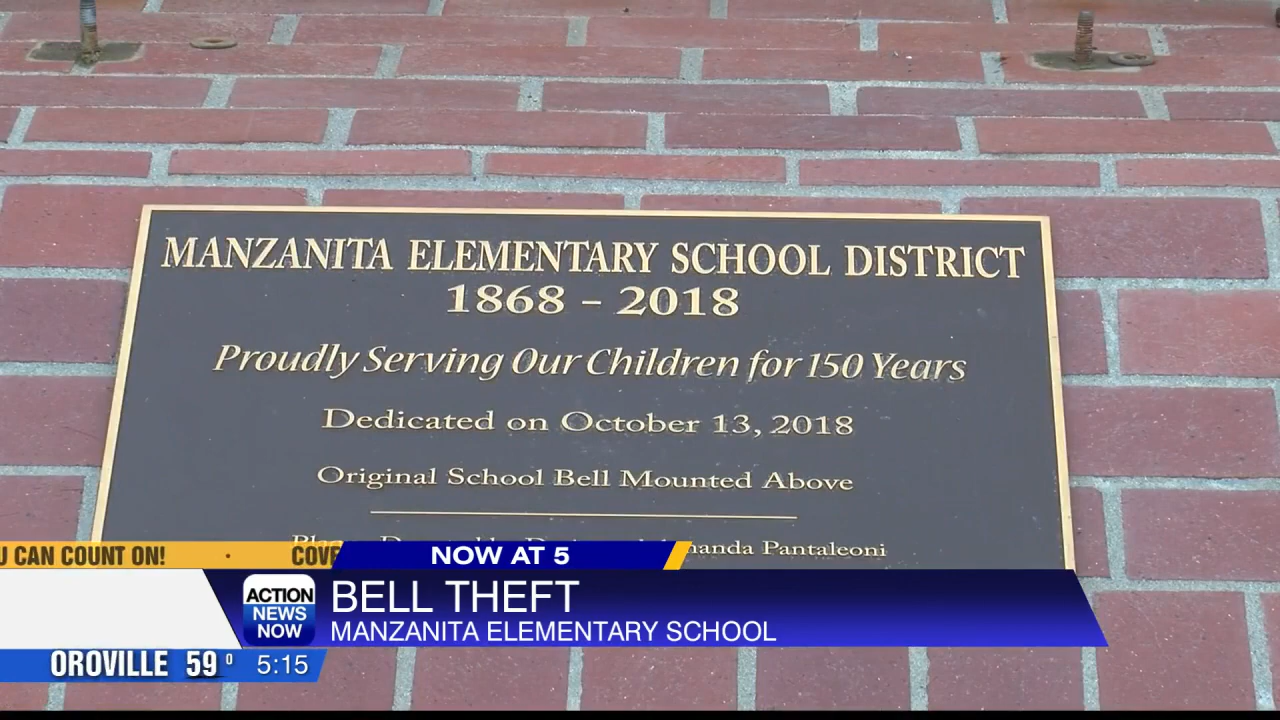 MANZANITA ELEMENTARY SCHOOL DISTRICT
1868 - 2018
Proudly Serving Our Children for 150 Years
Dedicated on October 13, 2018
Original School Bell Mounted Above
Pantaleoni
U CAN COUNT ON! · COVE
NOW AT 5
ACTION NEWS NOW
BELL THEFT
MANZANITA ELEMENTARY SCHOOL
OROVILLE 59° 5:15